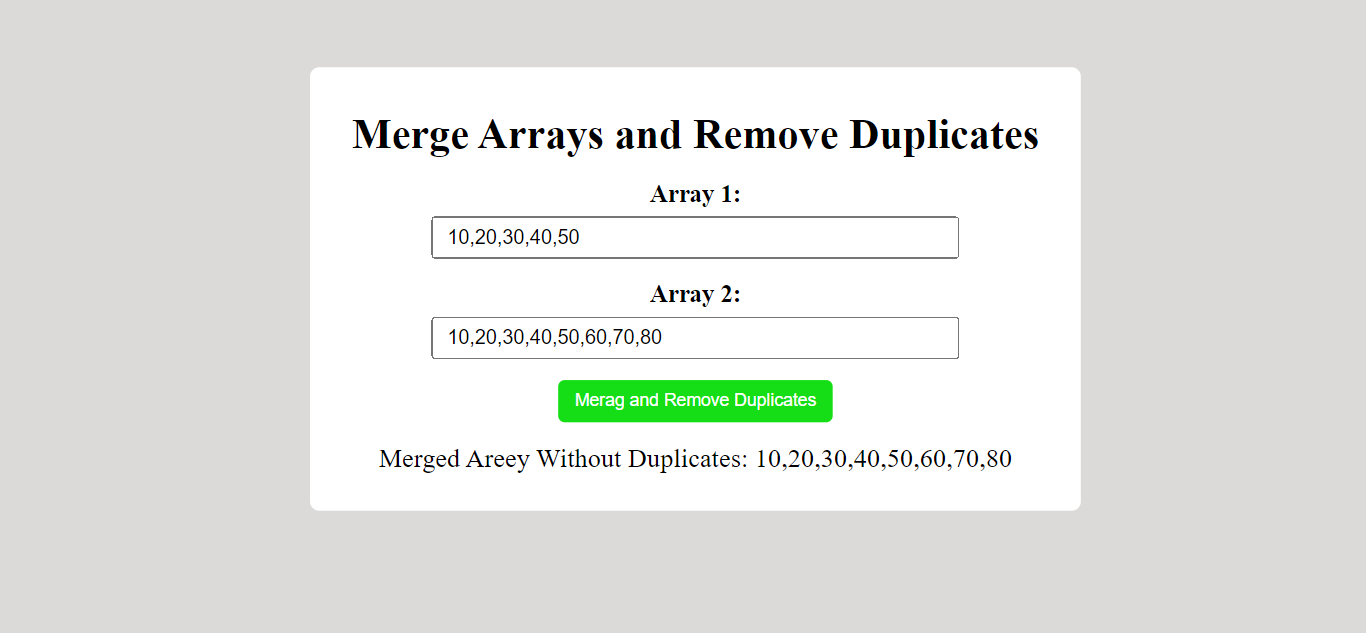 Merge Arrays and Remove Duplicates
Array 1:
10,20,30,40,50
Array 2:
10,20,30,40,50,60,70,80
Merag and Remove Duplicates
Merged Areey Without Duplicates: 10,20,30,40,50,60,70,80